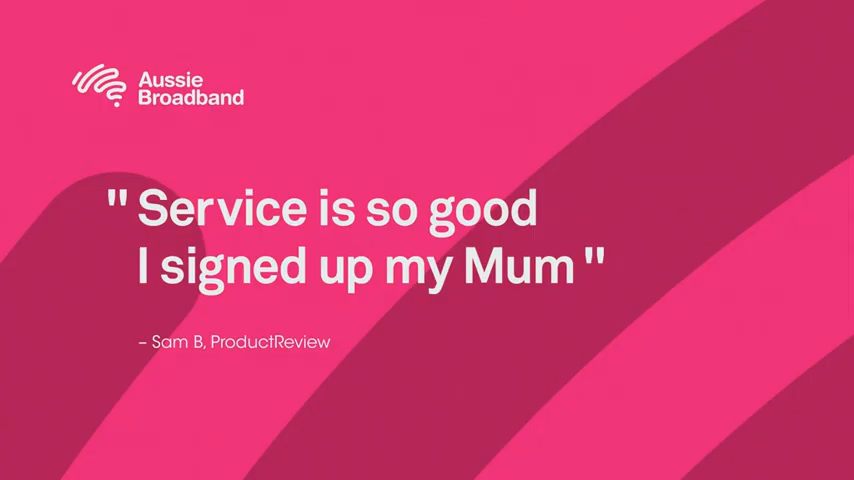 Aussie
Broadband
" Service is so good
I signed up my Mum "
– Sam B, ProductReview